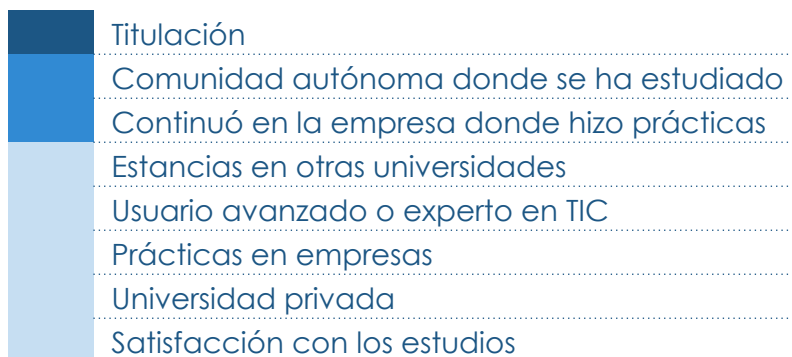 Titulación
Comunidad autónoma donde se ha estudiado
Continuó en la empresa donde hizo prácticas
Estancias en otras universidades
Usuario avanzado o experto en TIC
Prácticas en empresas
Universidad privada
Satisfacción con los estudios